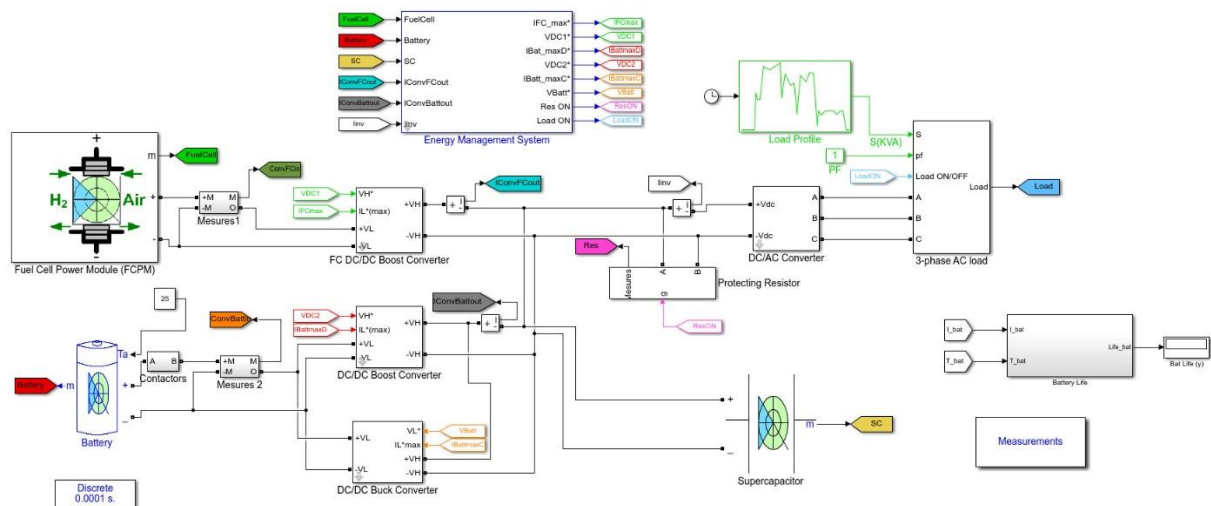 FuelCell
Battery
SC
IConvFCout
IConvBattout
Iinv
FuelCell
Battery
SC
IConvFCout
IConvBattout
Iinv
IFC_max*
VDC1*
IBat_maxD*
VDC2*
IBatt_maxC*
VBatt*
Res ON
Load ON
IFCmax
VDC1
IBattmaxD
VDC2
IBattmaxC
VBatt
ResON
LoadON
Energy Management System
Load Profile
S(KVA)
1
PF
LoadON
S
pf
Load ON/OFF
A
B
C
Load
Load
3-phase AC load
+
H2
Air
-
m
+
-
FuelCell
Fuel Cell Power Module (FCPM)
ConvFCin
+M
-M
M
O
Mesures1
VDC1
IFCmax
VH*
IL*(max)
+VL
-VL
+VH
-VH
FC DC/DC Boost Converter
IConvFCout
+
-
i
Iinv
+
-
i
+Vdc
-Vdc
A
B
C
DC/AC Converter
Res
Mesures
A
B
g
Protecting Resistor
ResON
25
Ta
m
+
_
Battery
Battery
A
B
Contactors
+M
-M
M
O
Mesures 2
VDC2
IBattmaxD
VH*
IL*(max)
+VL
-VL
+VH
-VH
DC/DC Boost Converter
IConvBattout
+
-
i
+VL
-VL
VL*
IL*max
+VH
-VH
VBatt
IBattmaxC
DC/DC Buck Converter
+
_
m
SC
Supercapacitor
I_bat
T_bat
I_bat
T_bat
Life_bat
Battery Life
Bat Life (y)
Measurements
Discrete
0.0001 s.